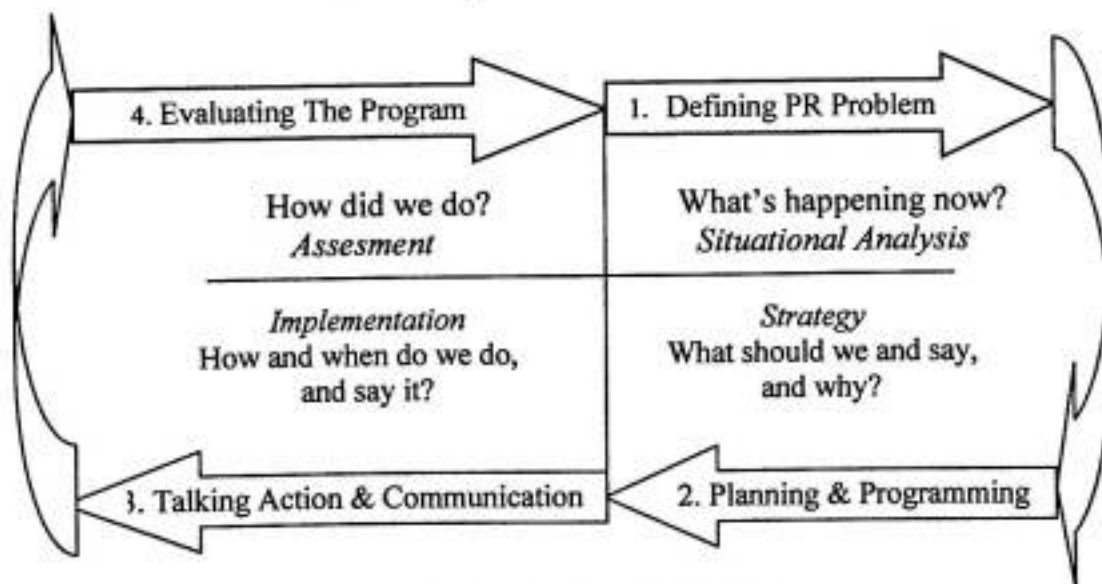 4. Evaluating The Program
1. Defining PR Problem
How did we do?
Assesment
What's happening now?
Situational Analysis
Implementation
How and when do we do,
and say it?
Strategy
What should we and say,
and why?
3. Talking Action & Communication
2. Planning & Programming